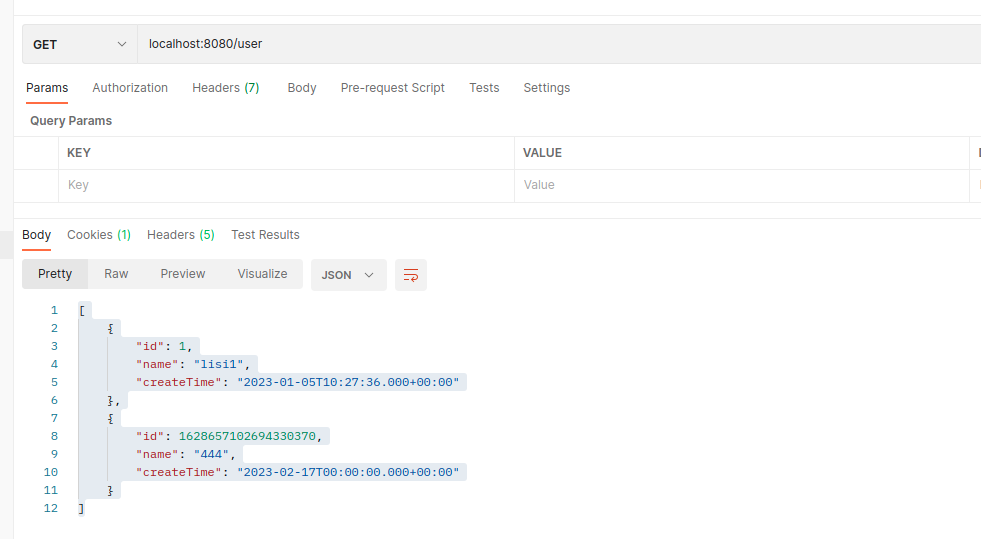 GET localhost:8080/user
Params Authorization Headers (7) Body Pre-request Script Tests Settings
Query Params
KEY VALUE
Key Value
Body Cookies (1) Headers (5) Test Results
Pretty Raw Preview Visualize JSON
1 [
2 {
3 "id": 1,
4 "name": "lisi1",
5 "createTime": "2023-01-05T10:27:36.000+00:00"
6 },
7 {
8 "id": 1628657102694330370,
9 "name": "444",
10 "createTime": "2023-02-17T00:00:00.000+00:00"
11 }
12 ]